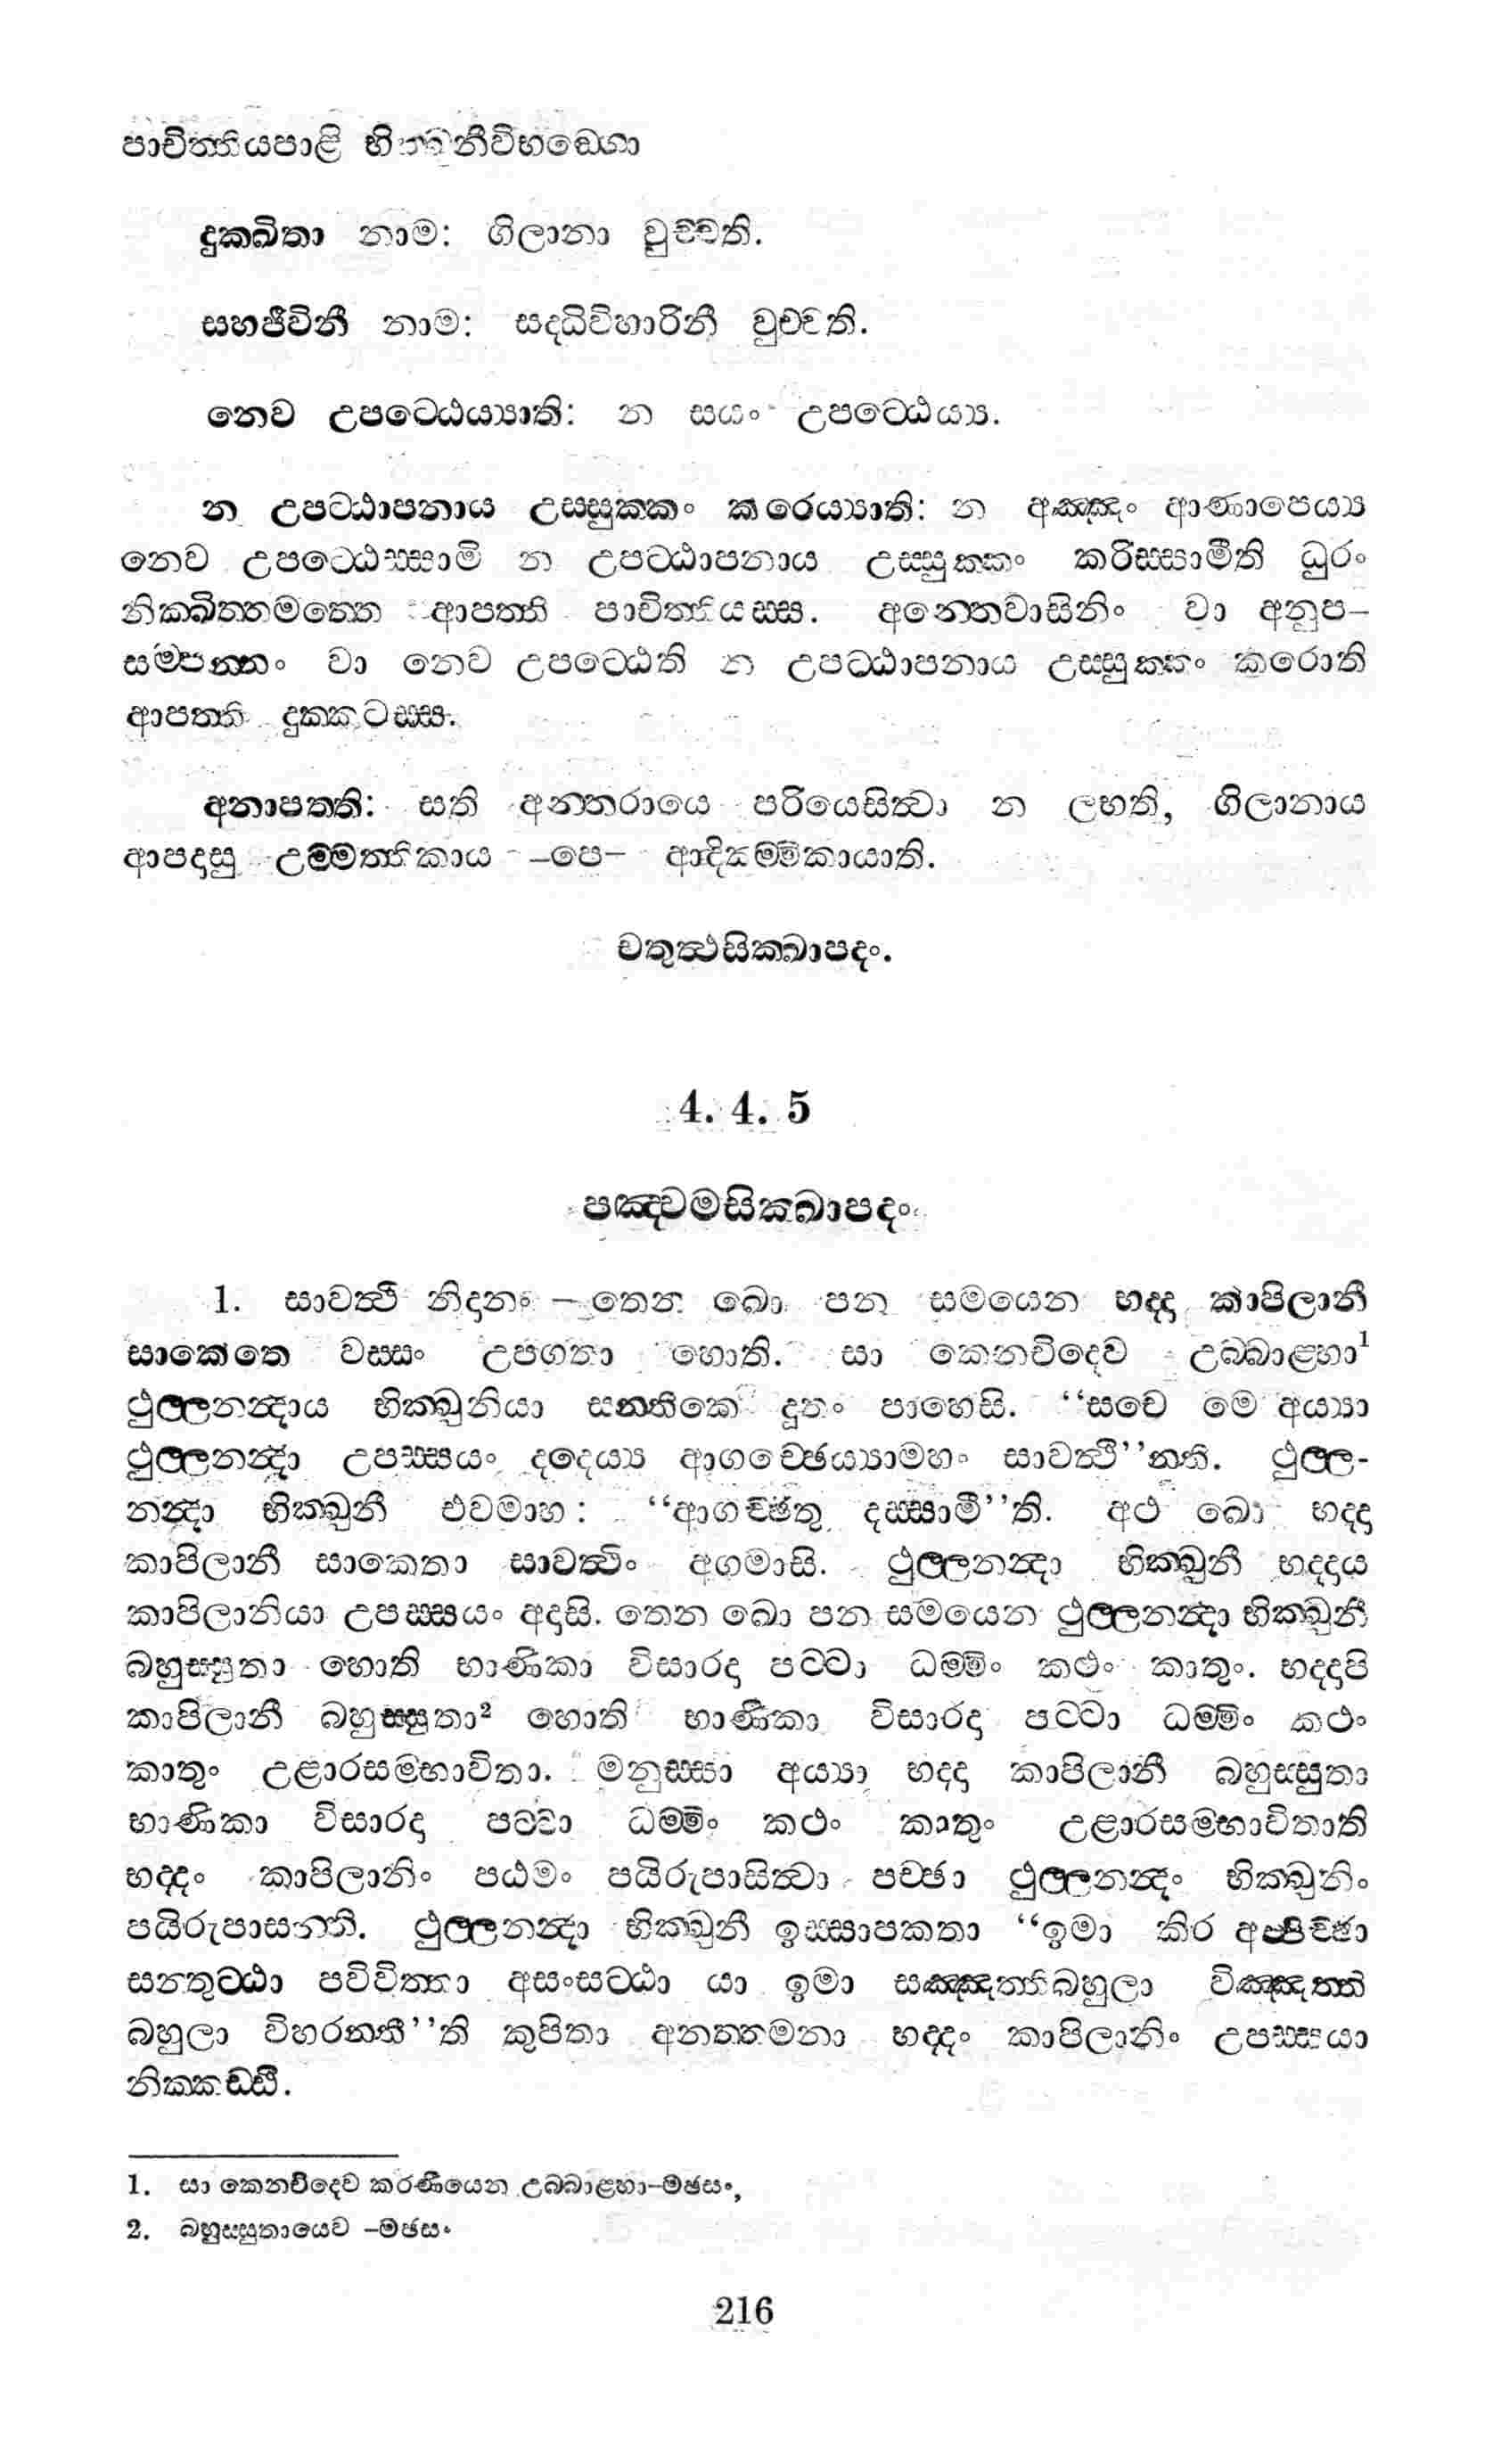 පාචිත්තියපාළි භික්ඛුනීවිභඞ්ගො
දුක්ඛිතා නාම: ගිලානා වුච්චති.
සහජීවිනී නාම: සද්ධිවිහාරිනී වුච්චති.
නෙව උපට්ඨෙය්‍යාති: න සයං උපට්ඨෙය්‍ය.
න උපට්ඨාපනාය උස්සුක්කං කරෙය්‍යාති: න අඤ්ඤං ආණාපෙය්‍ය
නෙව උපට්ඨෙස්සාමි න උපට්ඨාපනාය උස්සුක්කං කරිස්සාමීති ධුරං
නික්ඛිත්තමත්තෙ ආපත්ති පාචිත්තියස්ස. අන්තෙවාසිනිං වා අනුප–
සම්පන්නං වා නෙව උපට්ඨෙති න උපට්ඨාපනාය උස්සුක්කං කරොති
ආපත්ති දුක්කටස්ස.
අනාපත්ති: සති අන්තරායෙ පරියෙසිත්වා න ලභති, ගිලානාය
ආපදාසු උම්මත්තිකාය –පෙ– ආදිකම්මිකායාති.
චතුත්ථසික්ඛාපදං.
4. 4. 5
පඤ්චමසික්ඛාපදං
1. සාවත්ථි නිදානං – තෙන ඛො පන සමයෙන භද්දා කාපිලානී
සාකෙතෙ වස්සං උපගතා හොති. සා කෙනචිදෙව උබ්බාළ්හා1
ථුල්ලනන්දාය භික්ඛුනියා සන්තිකෙ දූතං පාහෙසි. “සචෙ මෙ අය්‍යා
ථුල්ලනන්දා උපස්සයං දදෙය්‍ය ආගච්ඡෙය්‍යාමහං සාවත්ථි”න්ති. ථුල්ල-
නන්දා භික්ඛුනී එවමාහ: “ආගච්ඡතු දස්සාමී”ති. අථ ඛො භද්දා
කාපිලානී සාකෙතා සාවත්ථිං අගමාසි. ථුල්ලනන්දා භික්ඛුනී භද්දාය
කාපිලානියා උපස්සයං අදාසි. තෙන ඛො පන සමයෙන ථුල්ලනන්දා භික්ඛුනී
බහුස්සුතා හොති භාණිකා විසාරදා පට්ටා ධම්මිං කථං කාතුං. භද්දාපි
කාපිලානී බහුස්සුතා2 හොති භාණිකා විසාරදා පට්ටා ධම්මිං කථං
කාතුං උළාරසම්භාවිතා. මනුස්සා අය්‍යා භද්දා කාපිලානී බහුස්සුතා
භාණිකා විසාරදා පට්ටා ධම්මිං කථං කාතුං උළාරසම්භාවිතාති
භද්දං කාපිලානිං පඨමං පයිරුපාසිත්වා පච්ඡා ථුල්ලනන්දං භික්ඛුනිං
පයිරුපාසන්ති. ථුල්ලනන්දා භික්ඛුනී ඉස්සාපකතා “ඉමා කිර අප්පිච්ඡා
සන්තුට්ඨා පවිවිත්තා අසංසට්ඨා යා ඉමා සඤ්ඤත්තිබහුලා විඤ්ඤත්ති
බහුලා විහරන්තී”ති කුපිතා අනත්තමනා භද්දං කාපිලානිං උපස්සයා
නික්කඩ්ඪි.
1. සා කෙනචිදෙව කරණීයෙන උබ්බාළ්හා–මඡසං,
2. බහුස්සුතායෙව –මඡසං
216